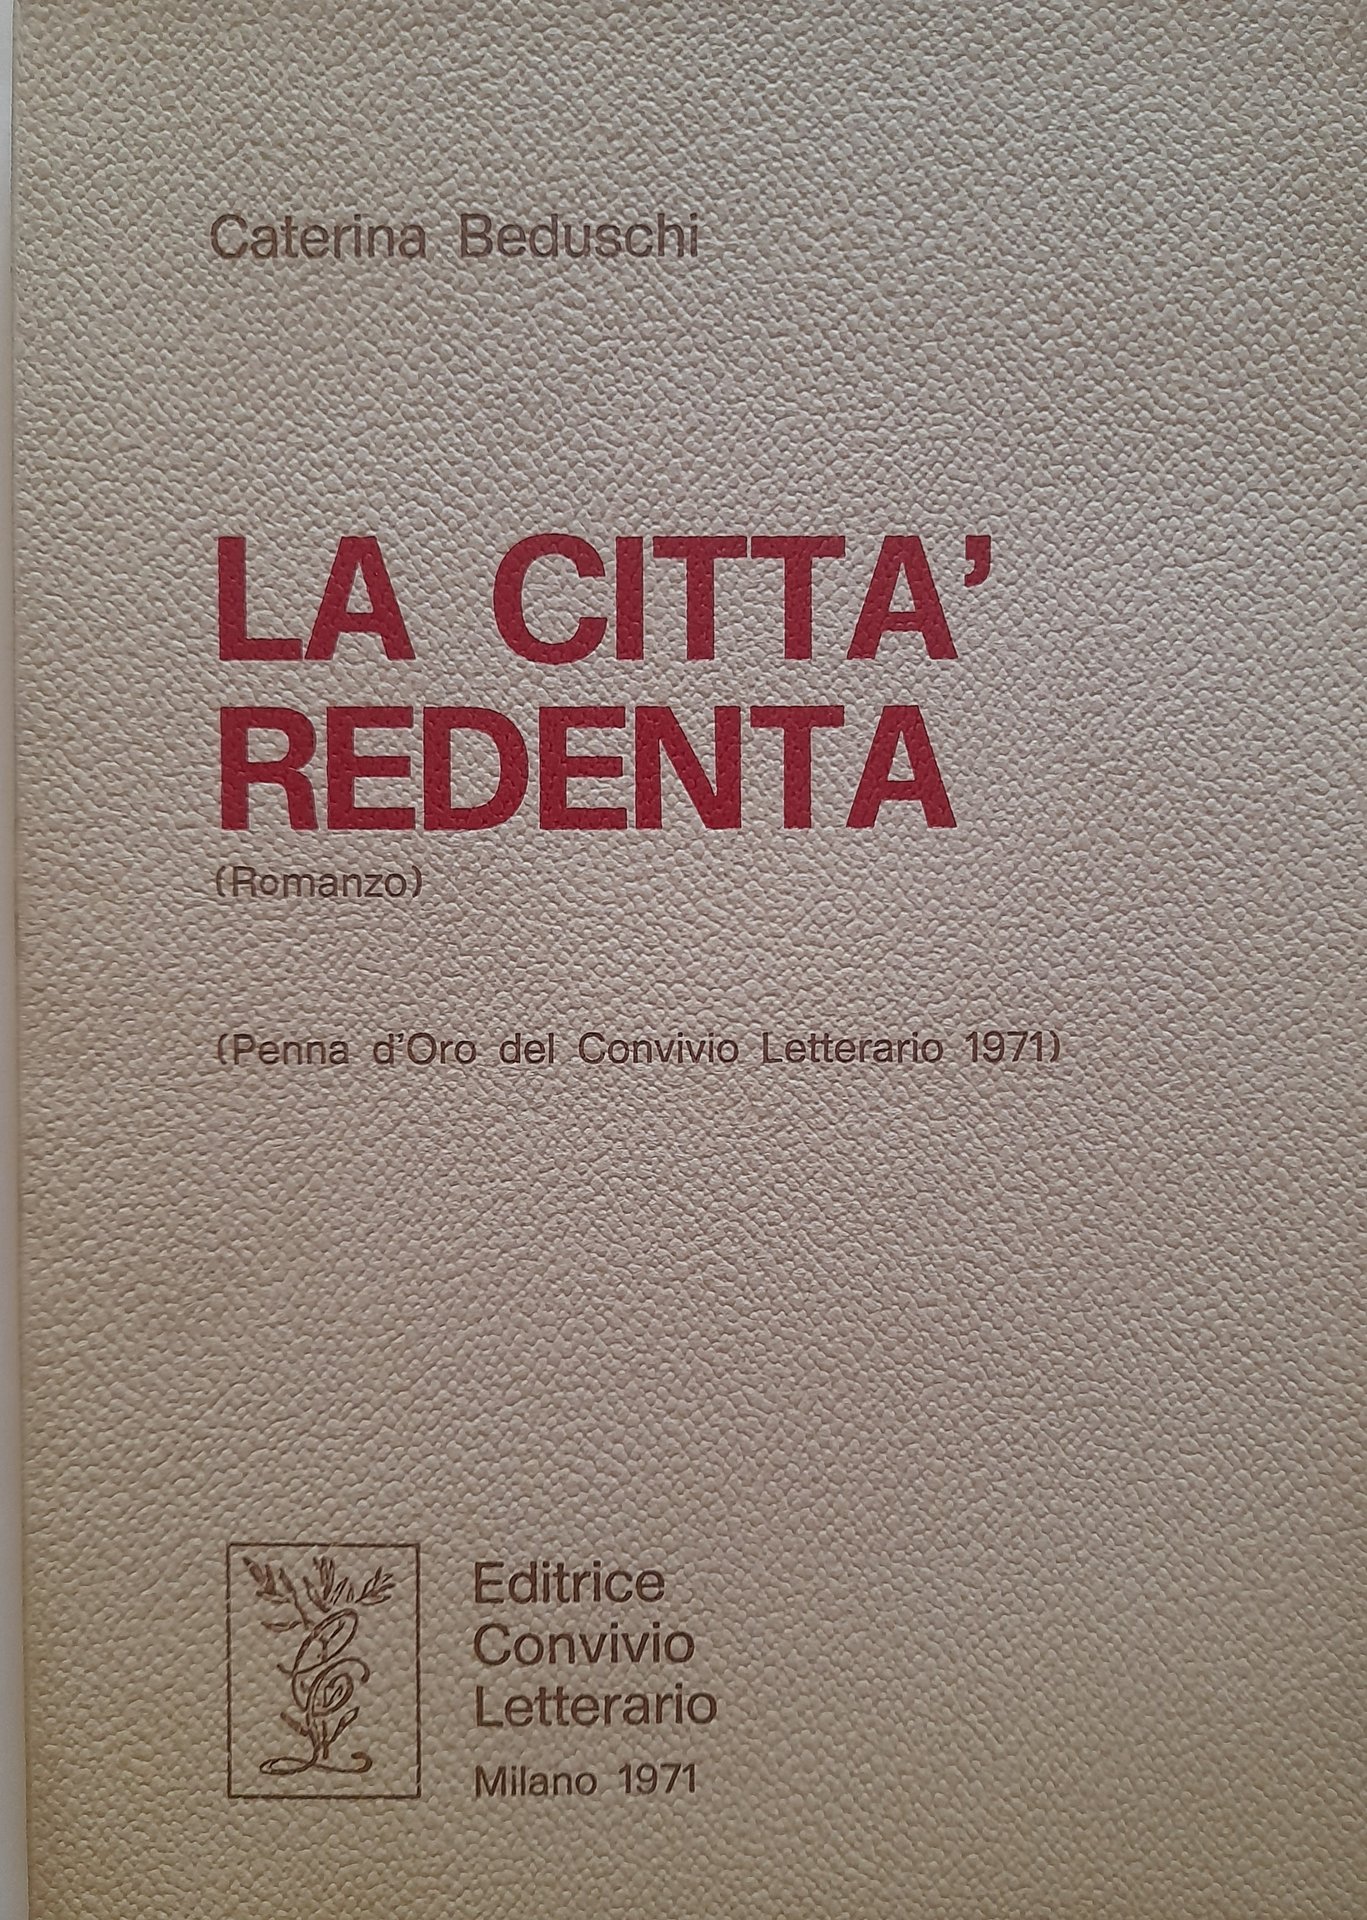 Caterina Beduschi
LA CITTA'
REDENTA
(Romanzo)
(Penna d'Oro del Convivio Letterario 1971)
Editrice
Convivio
Letterario
Milano 1971